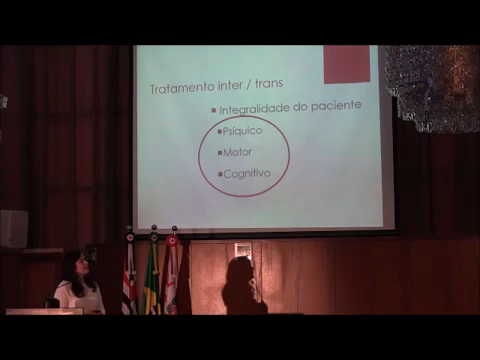 Tratamento inter / trans
Integralidade do paciente
Psíquico
Motor
Cognitivo